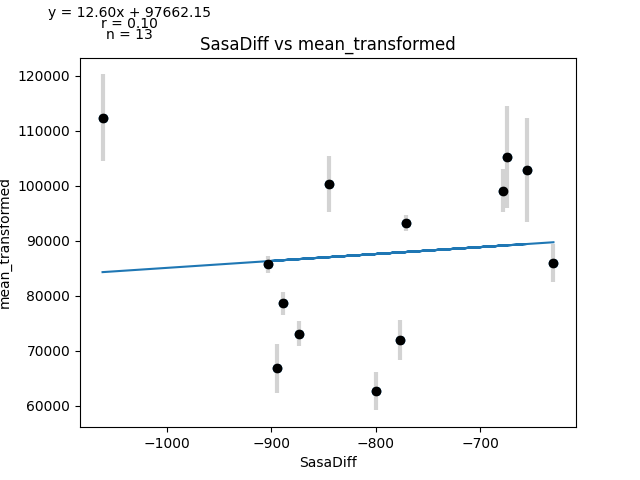 y = 12.60x + 97662.15
r = 0.10
n = 13
SasaDiff vs mean_transformed
120000
110000
100000
90000
80000
70000
60000
mean_transformed
−1000
−900
−800
−700
SasaDiff